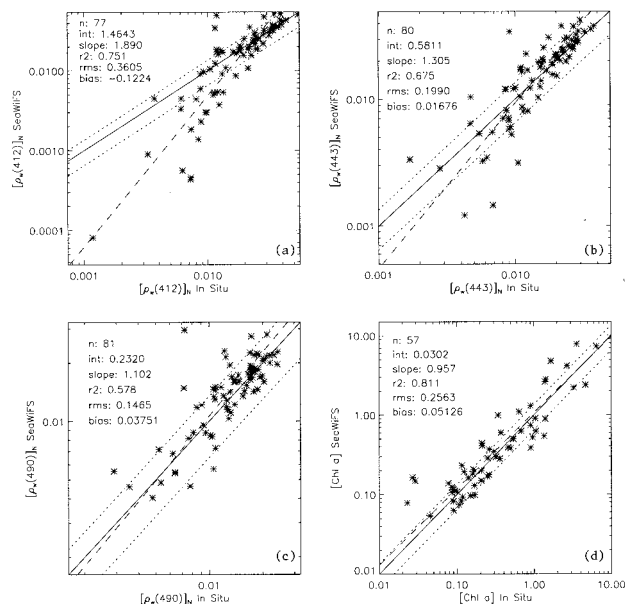 n: 77
int: 1.4643
slope: 1.890
r2: 0.751
rms: 0.3605
bias: -0.1224
0.0100
0.0010
0.0001
[ρw(412)]N SeaWiFS
(a)
0.001
0.010
[ρw(412)]N In Situ
n: 80
int: 0.5811
slope: 1.305
r2: 0.675
rms: 0.1990
bias: 0.01676
0.010
0.001
[ρw(443)]N SeaWiFS
(b)
0.001
0.010
[ρw(443)]N In Situ
n: 81
int: 0.2320
slope: 1.102
r2: 0.578
rms: 0.1465
bias: 0.03751
0.01
[ρw(490)]N SeaWiFS
(c)
0.01
[ρw(490)]N In Situ
n: 57
int: 0.0302
slope: 0.957
r2: 0.811
rms: 0.2563
bias: 0.05126
10.00
1.00
0.10
0.01
[Chl a] SeaWiFS
(d)
0.01
0.10
1.00
10.00
[Chl a] In Situ